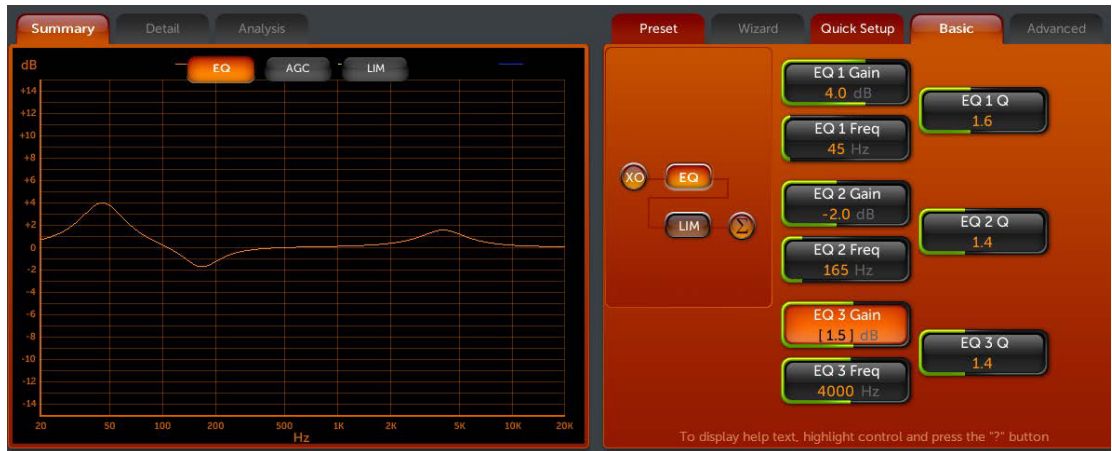 Summary Detail Analysis
Preset Wizard Quick Setup Basic Advanced
dB
EQ AGC LIM
+14
+12
+10
+8
+6
+4
+2
0
-2
-4
-6
-8
-10
-12
-14
20 50 100 200 500 1K 2K 5K 10K 20K
Hz
XO EQ
LIM Σ
EQ 1 Gain
4.0 dB
EQ 1 Freq
45 Hz
EQ 1 Q
1.6
EQ 2 Gain
-2.0 dB
EQ 2 Freq
165 Hz
EQ 2 Q
1.4
EQ 3 Gain
[ 1.5 ] dB
EQ 3 Freq
4000 Hz
EQ 3 Q
1.4
To display help text, highlight control and press the "?" button